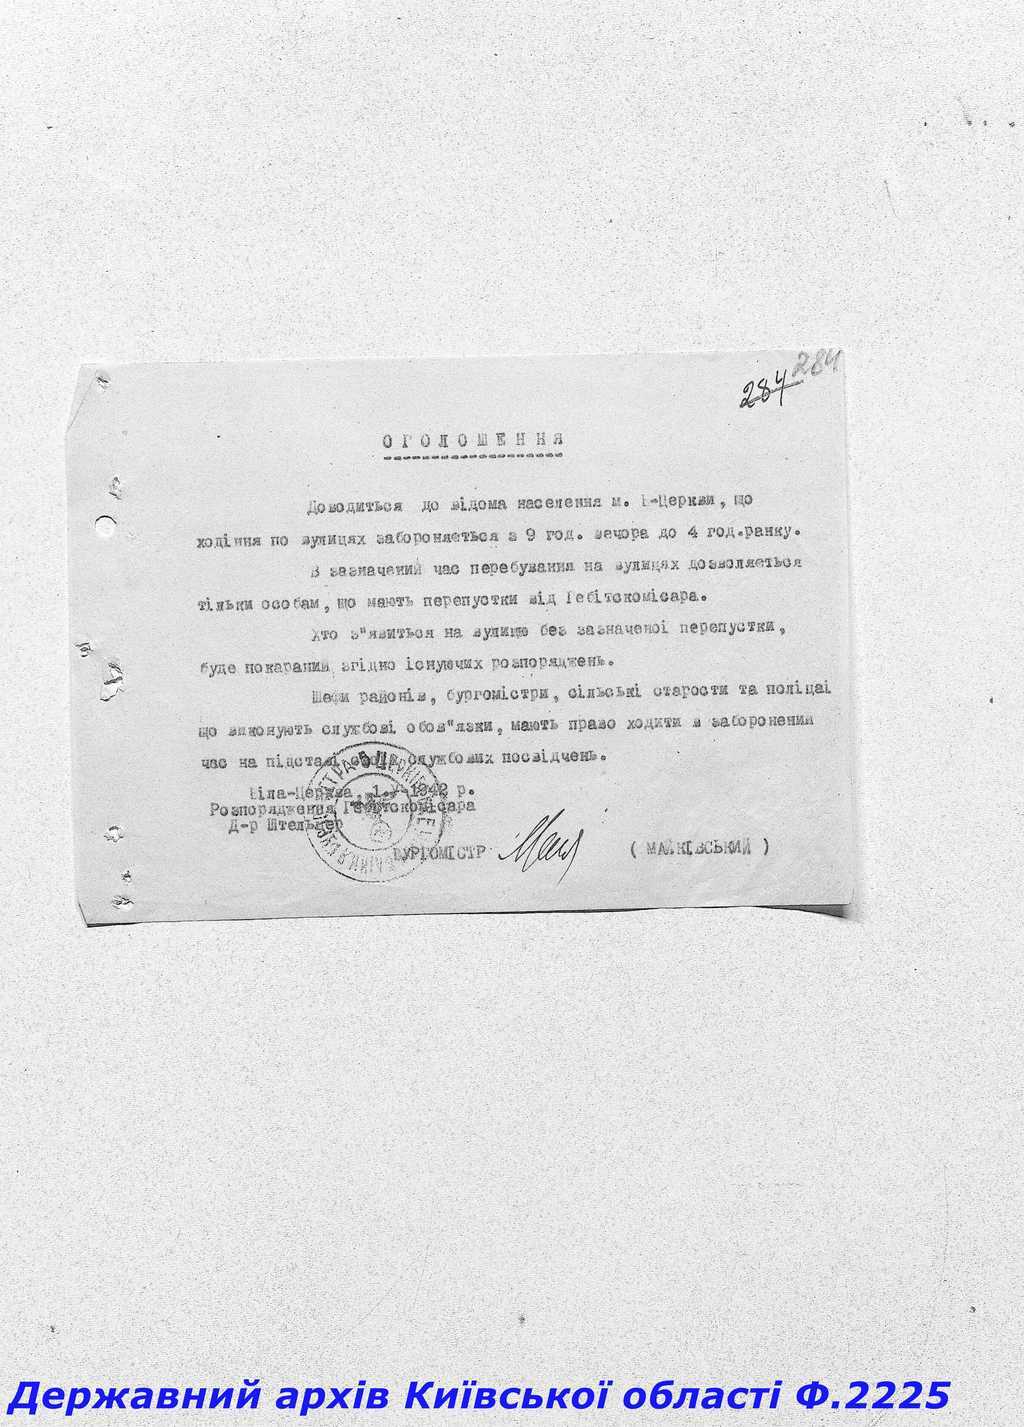 284 284
ОГОЛОШЕННЯ
Доводиться до відома населення м. Б-Церкви, що
ходіння по вулицях забороняється з 9 год. вечора до 4 год.ранку.
В зазначений час перебування на вулицях дозволяється
тільки особам, що мають перепустки від Гебітскомісара.
Хто з"явиться на вулицю без зазначеної перепустки,
буде покараний згідно існуючих розпоряджень.
Шефи районів, бургомістри, сільські старости та поліцаї
що виконують службові обов"язки, мають право ходити в заборонений
час на підставі своїх службових посвідчень.
Біла-Церква, 1.V-1942 р.
Розпорядження Гебітскомісара
Д-р Штельцер
БУРГОМІСТР ( МАЙКІВСЬКИЙ )
Державний архів Київської області Ф.2225